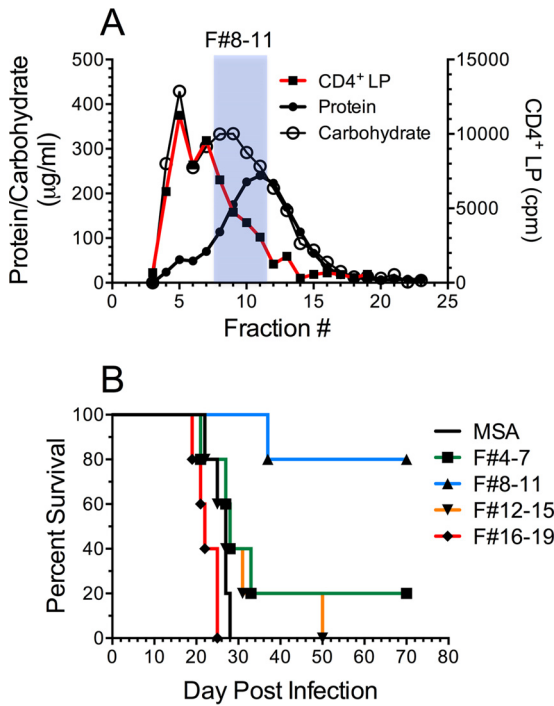 A
F#8-11
500
400
300
200
100
0
Protein/Carbohydrate
(µg/ml)
CD4+ LP
Protein
Carbohydrate
15000
10000
5000
0
CD4+ LP (cpm)
0 5 10 15 20 25
Fraction #
B
100
80
60
40
20
0
Percent Survival
MSA
F#4-7
F#8-11
F#12-15
F#16-19
0 10 20 30 40 50 60 70 80
Day Post Infection